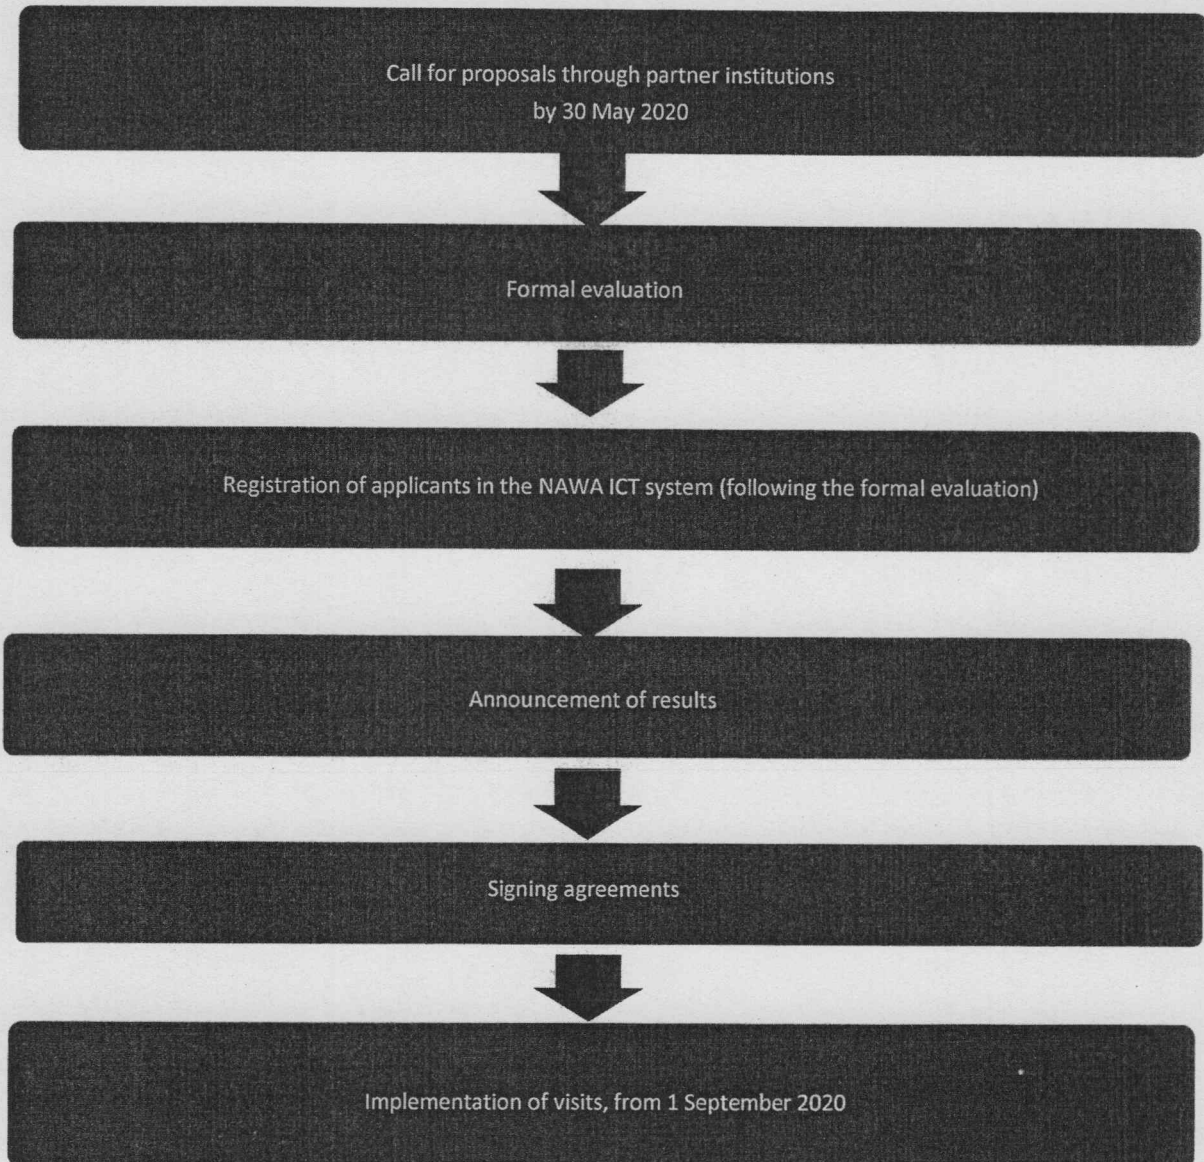 Call for proposals through partner institutions
by 30 May 2020
Formal evaluation
Registration of applicants in the NAWA ICT system (following the formal evaluation)
Announcement of results
Signing agreements
Implementation of visits, from 1 September 2020